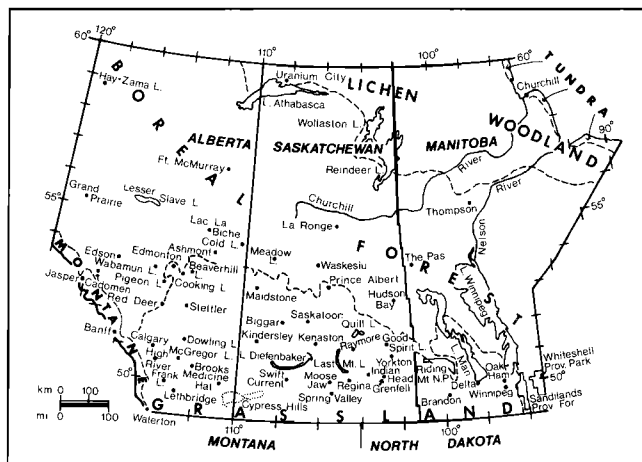 120°
60°
110°
100°
60°
TUNDRA
Hay-Zama L.
BOREAL
Uranium City
LICHEN
Churchill
L. Athabasca
WOODLAND
90°
Wollaston L.
ALBERTA
SASKATCHEWAN
MANITOBA
Ft. McMurray
Reindeer L.
River
River
55°
Grand Prairie
Lesser Slave L.
Churchill
Thompson
55°
Lac La Biche
La Ronge
Nelson
Cold L.
FOREST
MONTAIN
Edson
Edmonton
Ashmont
Meadow
Waskesiu
The Pas
Jasper
Wabamun L.
Beaverhill L.
Cadomen
Pigeon L.
Cooking L.
Prince Albert
L. Winnipeg
Red Deer
Stettler
Maidstone
Hudson Bay
Biggar
Saskatoon
Quill L.
Banff
Calgary
Dowling L.
Kindersley
Kenaston
Raymore
Good Spirit L.
L. Man
Oak Ham
Whiteshell Prov. Park
High River
McGregor L.
L. Diefenbaker
Last Mt. L.
Yorkton
Riding Mt N.P.
50°
Brooks
Indian Head
Delta
50°
Frank
Medicine Hat
Swift Current
Moose Jaw
Regina
Grenfell
Brandon
Winnipeg
Lethbridge
Cypress Hills
Spring Valley
Sandilands Prov For
km 0 100
mi 0 100
Waterton
GRASSLAND
110°
100°
MONTANA
NORTH DAKOTA